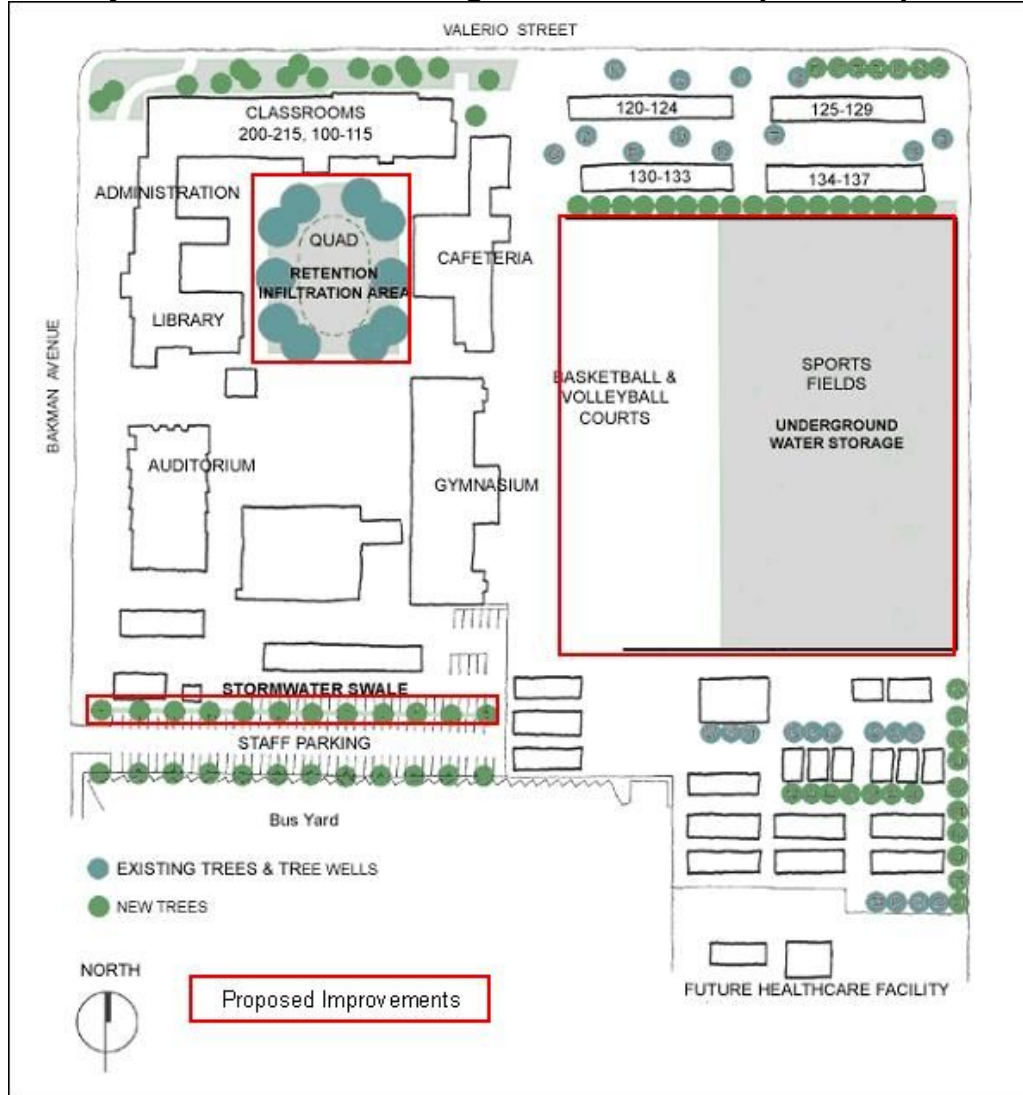 VALERIO STREET
CLASSROOMS
200-215, 100-115
120-124
125-129
130-133
134-137
ADMINISTRATION
QUAD
RETENTION
INFILTRATION AREA
CAFETERIA
LIBRARY
BAKMAN AVENUE
BASKETBALL &
VOLLEYBALL
COURTS
SPORTS
FIELDS
UNDERGROUND
WATER STORAGE
AUDITORIUM
GYMNASIUM
STORMWATER SWALE
STAFF PARKING
Bus Yard
EXISTING TREES & TREE WELLS
NEW TREES
NORTH
Proposed Improvements
FUTURE HEALTHCARE FACILITY